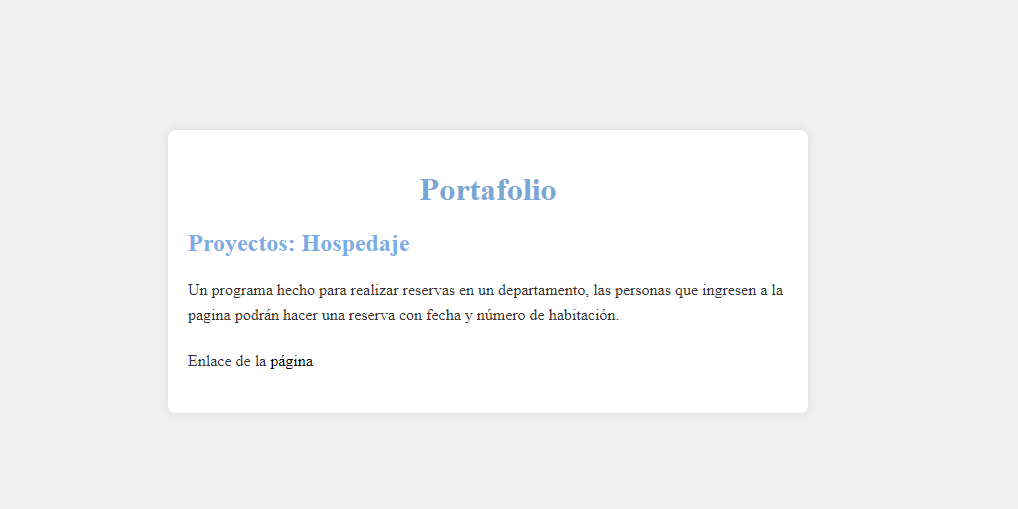 Portafolio
Proyectos: Hospedaje
Un programa hecho para realizar reservas en un departamento, las personas que ingresen a la
pagina podrán hacer una reserva con fecha y número de habitación.
Enlace de la página